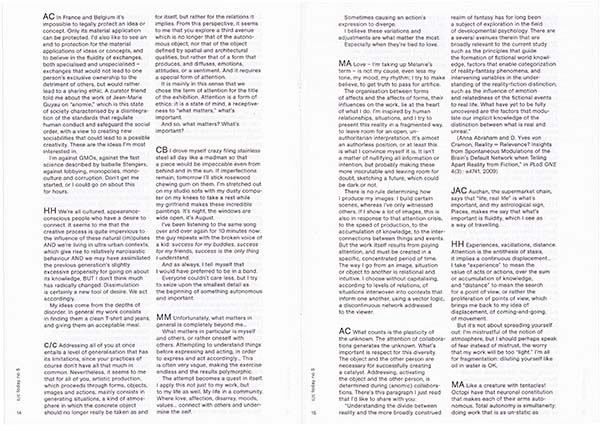 AC In France and Belgium it's
impossible to legally protect an idea or
concept. Only its material application
can be protected. I'd also like to see an
end to protection for the material
applications of ideas or concepts, and
to believe in the fluidity of exchanges,
both specialised and unspecialised –
exchanges that would not lead to one
person's exclusive ownership to the
detriment of others, but would rather
lead to a sharing ethic. A curator friend
told me about the work of Jean-Marie
Guyau on "anomie," which is this state
of society characterised by a disintegra-
tion of the standards that regulate
human conduct and safeguard the social
order, with a view to creating new
sociabilities that could lead to a possible
creativity. These are the ideas I'm most
interested in.
I'm against GMOs, against the fast
science described by Isabelle Stengers,
against lobbying, monopolies, mono-
culture and corruption. Don't get me
started, or I could go on about this
for hours.
HH We're all cultured, appearance-
conscious people who have a desire to
connect. It seems to me that the
creative process is quite impervious to
the influence of these natural (in)cultures
AND we're living in ultra urban contexts,
which give rise to relatively narcissistic
behaviour AND we may have assimilated
the previous generation's slightly
excessive propensity for going on about
its knowledge, BUT I don't think much
has radically changed. Dissimulation
is certainly a new tool of desire. We act
accordingly.
My ideas come from the depths of
disorder. In general my work consists
in finding them a clean T-shirt and jeans,
and giving them an acceptable meal.
C/C Addressing all of you at once
entails a level of generalisation that has
its limitations, since your practices of
course don't have all that much in
common. Nevertheless, it seems to me
that for all of you, artistic production,
which proceeds through forms, objects,
images and actions, mainly consists in
generating situations, a kind of atmo-
sphere in which the concrete object
should no longer really be taken as and
c/c today no 5
14
for itself, but rather for the relations it
implies. From this perspective, it seems
to me that you explore a third avenue
which is no longer that of the autono-
mous object, nor that of the object
defined by spatial and architectural
qualities, but rather that of a form that
produces, and diffuses, emotions,
attitudes, or a sentiment. And it requires
a special form of attention.
It is mainly in this sense that we
chose the term of attention for the title
of the exhibition. Attention is a form of
ethics: it is a state of mind, a receptive-
ness to "what matters," what's
important.
And so, what matters? What's
important?
CB I drove myself crazy filing stainless
steel all day like a madman so that
a piece would be impeccable even from
behind and in the sun. If imperfections
remain, tomorrow I'll stick rosewood
chewing gum on them. I'm stretched out
on my studio sofa with my dusty comput-
er on my knees to take a rest while
my girlfriend makes these incredible
paintings. It's night, the windows are
wide open, it's August.
I've been listening to the same song
over and over again for 10 minutes now:
the guy repeats with the broken voice of
a kid: success for my buddies, success
for my friends, success is the only thing
I understand.
And as always, I tell myself that
I would have preferred to be in a band.
Everyone couldn't care less, but I try
to seize upon the smallest detail as
the beginning of something autonomous
and important.
MM Unfortunately, what matters in
general is completely beyond me...
What matters in particular is myself
and others, or rather oneself with
others. Attempting to understand things
before expressing and acting, in order
to express and act accordingly... This
is often very vague, making the exercise
endless and the results polymorphic.
The attempt becomes a quest in itself.
I apply this not just to my work, but
to my life as well. My life in a community.
Where love, affection, disarray, moods,
values... connect with others and under-
mine the self.
Sometimes causing an action's
expression to diverge.
I believe these variations and
adjustments are what matter the most.
Especially when they're tied to love.
MA Love – I'm taking up Mélanie's
term – is not my cause, even less my
tone, my mood, my rhythm; I try to make
believe, to get truth to pass for artifice.
The organisation between forms
of affects and the affects of forms, their
influences on the work, lie at the heart
of what I do. I'm inspired by human
relationships, situations, and I try to
present this reality in a fragmented way,
to leave room for an open, un-
authoritarian interpretation. It's almost
an authorless position, or at least this
is what I convince myself it is. It isn't
a matter of nullifying all information or
intention, but probably making these
more inscrutable and leaving room for
doubt, sketching a future, which could
be dark or not.
There is no rule determining how
I produce my images: I build certain
scenes, whereas I've only witnessed
others. If I show a lot of images, this is
also in response to that attention crisis,
to the speed of production, to the
accumulation of knowledge, to the inter-
connections between things and events.
But the work itself results from paying
attention, and must be created in a
specific, concentrated period of time.
The way I go from an image, situation
or object to another is relational and
intuitive. I choose without capitalising,
according to levels of relations, of
situations interwoven into contexts that
inform one another, using a vector logic,
a discontinuous network addressed
to the viewer.
AC What counts is the plasticity of
the unknown. The attention of collabora-
tions generates the unknown. What's
important is respect for this diversity.
The object and the other person are
necessary for successfully creating
a catalyst. Addressing, activating
the object and the other person, is
determined during (anomic) collabora-
tions. There's this paragraph I just read
that I'd like to share with you:
"Understanding the divide between
reality and the more broadly construed
c/c today no 5
15
realm of fantasy has for long been
a subject of exploration in the field
of developmental psychology. There are
a several avenues therein that are
broadly relevant to the current study
such as the principles that guide
the formation of fictional world knowl-
edge, factors that enable categorization
of reality-fantasy phenomena, and
intervening variables in the under-
standing of the reality-fiction distinction,
such as the influence of emotion
and relatedness of the fictional events
to real life. What have yet to be fully
uncovered are the factors that modu-
late our implicit knowledge of the
distinction between what is real and
unreal."
(Anna Abraham and D. Yves von
Cramon, Reality = Relevance? Insights
from Spontaneous Modulations of the
Brain's Default Network when Telling
Apart Reality from Fiction," in PLoS ONE
4(3): e4741, 2009)
JAC Auchan, the supermarket chain,
says that "life, real life" is what's
important, and my astrological sign,
Pisces, makes me say that what's
important is fluidity, which I see as
a way of travelling.
HH Experiences, vacillations, distance.
Attention is the antithesis of stasis,
it implies a continuous displacement...
I take "experience" to mean the
value of acts or actions, over the sum
or accumulation of knowledge,
and "distance" to mean the search
for a point of view, or rather the
proliferation of points of view, which
brings me back to my idea of
displacement, of coming-and-going,
of movement.
But it's not about spreading yourself
out: I'm mistrustful of the notion of
atmosphere, but I should perhaps speak
of fear instead of mistrust, the worry
that my work will be too "light." I'm all
for fragmentation: diluting yourself like
oil in water is OK.
MA Like a creature with tentacles!
Octopi have that neuronal constitution
that makes each of their arms auto-
nomous. Total autonomy is simultaneity:
doing work that is as un-static as